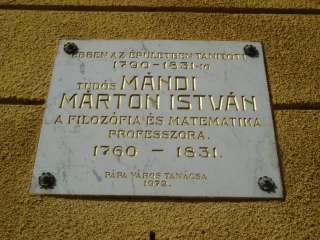 EBBEN AZ ÉPÜLETBEN TANÍTOTT
1790-1831-IG
TUDÓS MÁNDI
MÁRTON ISTVÁN
A FILOZÓFIA ÉS MATEMATIKA
PROFESSZORA.
1760 - 1831.
PÁPA VÁROS TANÁCSA
1972.